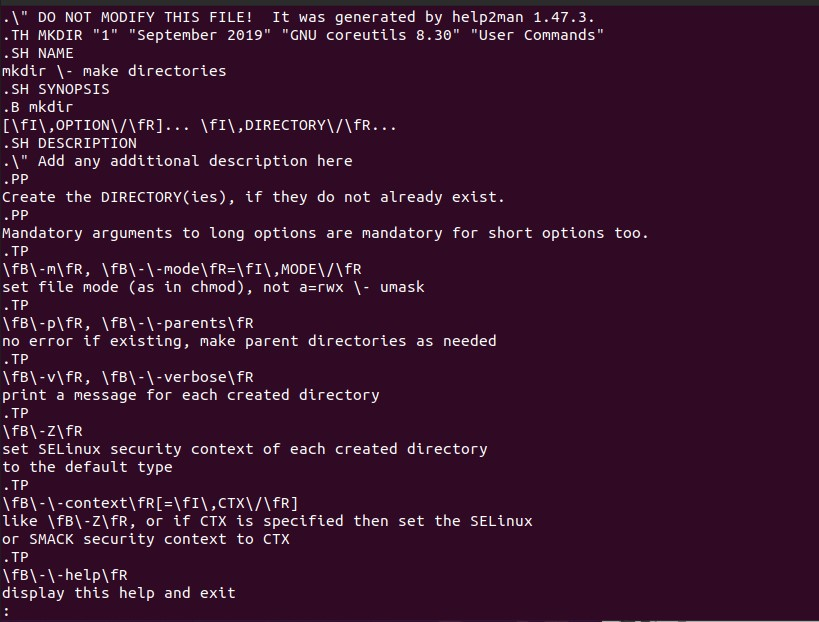 .\" DO NOT MODIFY THIS FILE!  It was generated by help2man 1.47.3.
.TH MKDIR "1" "September 2019" "GNU coreutils 8.30" "User Commands"
.SH NAME
mkdir \- make directories
.SH SYNOPSIS
.B mkdir
[\fI\,OPTION\/\fR]... \fI\,DIRECTORY\/\fR...
.SH DESCRIPTION
.\" Add any additional description here
.PP
Create the DIRECTORY(ies), if they do not already exist.
.PP
Mandatory arguments to long options are mandatory for short options too.
.TP
\fB\-m\fR, \fB\-\-mode\fR=\fI\,MODE\/\fR
set file mode (as in chmod), not a=rwx \- umask
.TP
\fB\-p\fR, \fB\-\-parents\fR
no error if existing, make parent directories as needed
.TP
\fB\-v\fR, \fB\-\-verbose\fR
print a message for each created directory
.TP
\fB\-Z\fR
set SELinux security context of each created directory
to the default type
.TP
\fB\-\-context\fR[=\fI\,CTX\/\fR]
like \fB\-Z\fR, or if CTX is specified then set the SELinux
or SMACK security context to CTX
.TP
\fB\-\-help\fR
display this help and exit
: